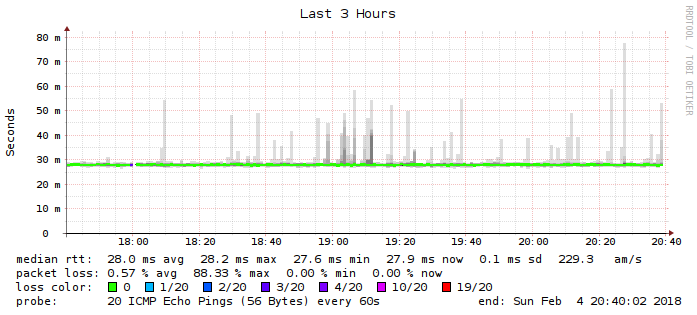 Last 3 Hours
RRDTOOL / TOBI OETIKER
Seconds
80 m
70 m
60 m
50 m
40 m
30 m
20 m
10 m
0
18:00 18:20 18:40 19:00 19:20 19:40 20:00 20:20 20:40
median rtt: 28.0 ms avg 28.2 ms max 27.6 ms min 27.9 ms now 0.1 ms sd 229.3 am/s
packet loss: 0.57 % avg 88.33 % max 0.00 % min 0.00 % now
loss color: 0 1/20 2/20 3/20 4/20 10/20 19/20
probe: 20 ICMP Echo Pings (56 Bytes) every 60s end: Sun Feb 4 20:40:02 2018